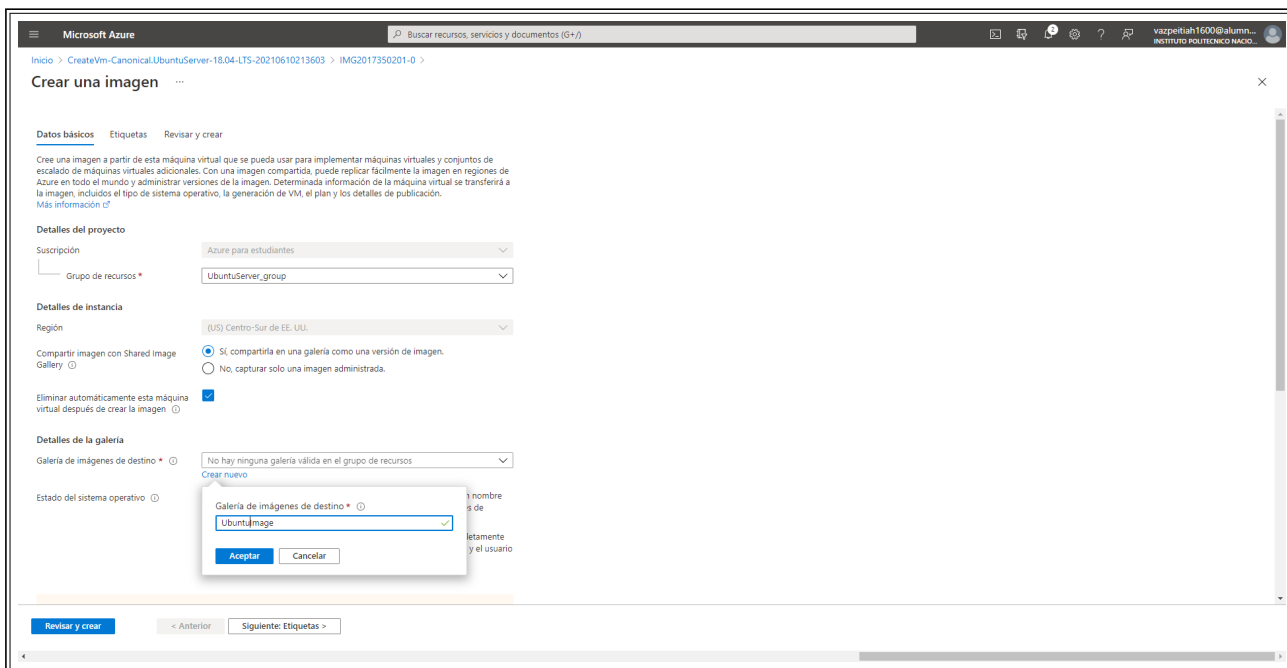 Microsoft Azure
Buscar recursos, servicios y documentos (G+/)
2
vazpeitiah1600@alumn...
INSTITUTO POLITECNICO NACIO...
Inicio > CreateVm-Canonical.UbuntuServer-18.04-LTS-20210610213603 > IMG2017350201-0 >
Crear una imagen ...
Datos básicos Etiquetas Revisar y crear
Cree una imagen a partir de esta máquina virtual que se pueda usar para implementar máquinas virtuales y conjuntos de
escalado de máquinas virtuales adicionales. Con una imagen compartida, puede replicar fácilmente la imagen en regiones de
Azure en todo el mundo y administrar versiones de la imagen. Determinada información de la máquina virtual se transferirá a
la imagen, incluidos el tipo de sistema operativo, la generación de VM, el plan y los detalles de publicación.
Más información
Detalles del proyecto
Suscripción Azure para estudiantes
Grupo de recursos * UbuntuServer_group
Detalles de instancia
Región (US) Centro-Sur de EE. UU.
Compartir imagen con Shared Image
Gallery
Sí, compartirla en una galería como una versión de imagen.
No, capturar solo una imagen administrada.
Eliminar automáticamente esta máquina
virtual después de crear la imagen
Detalles de la galería
Galería de imágenes de destino * No hay ninguna galería válida en el grupo de recursos
Crear nuevo
Estado del sistema operativo
nombre
s de
Galería de imágenes de destino *
UbuntuImage
letamente
y el usuario
Aceptar Cancelar
Revisar y crear < Anterior Siguiente: Etiquetas >